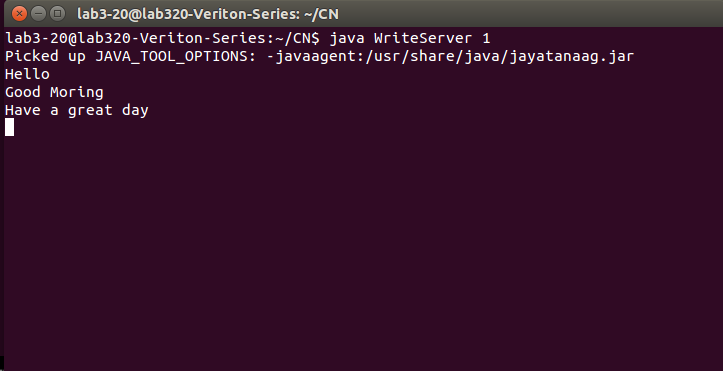 lab3-20@lab320-Veriton-Series: ~/CN
lab3-20@lab320-Veriton-Series:~/CN$ java WriteServer 1
Picked up JAVA_TOOL_OPTIONS: -javaagent:/usr/share/java/jayatanaag.jar
Hello
Good Moring
Have a great day